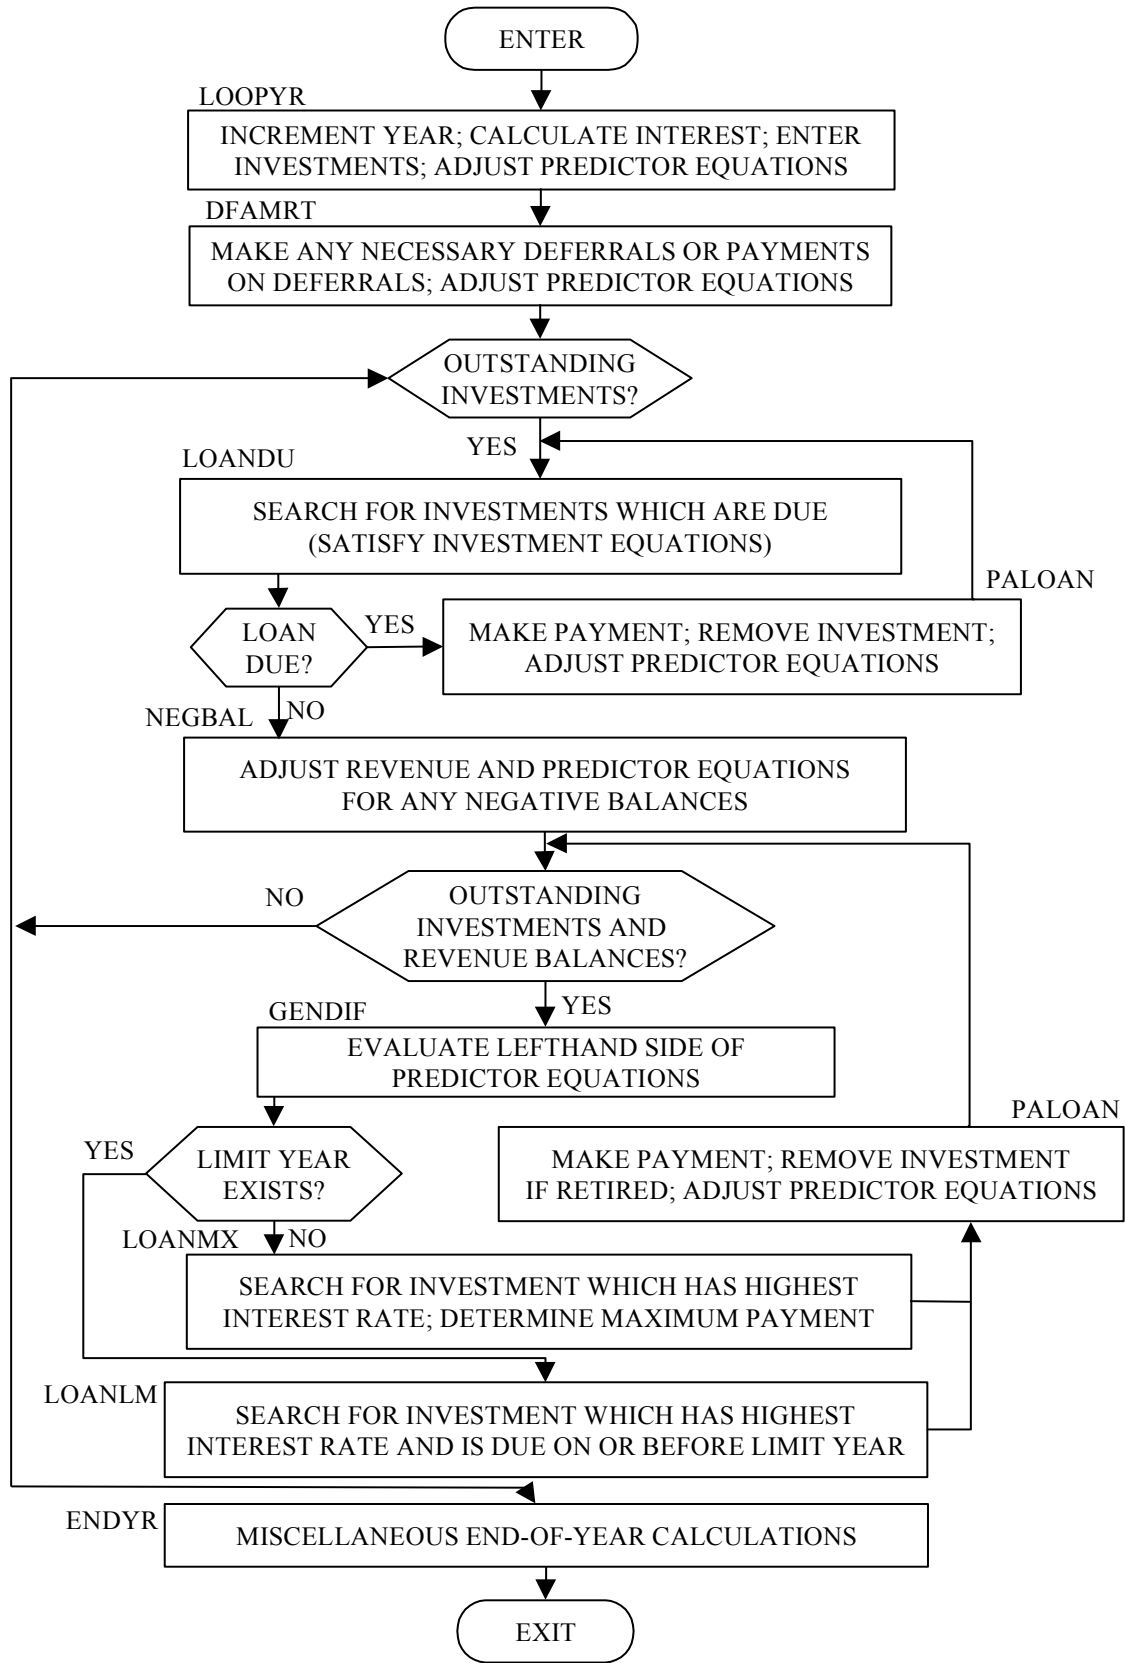 ENTER
LOOPYR
INCREMENT YEAR; CALCULATE INTEREST; ENTER
INVESTMENTS; ADJUST PREDICTOR EQUATIONS
DFAMRT
MAKE ANY NECESSARY DEFERRALS OR PAYMENTS
ON DEFERRALS; ADJUST PREDICTOR EQUATIONS
OUTSTANDING
INVESTMENTS?
YES
LOANDU
SEARCH FOR INVESTMENTS WHICH ARE DUE
(SATISFY INVESTMENT EQUATIONS)
LOAN
DUE?
YES
PALOAN
MAKE PAYMENT; REMOVE INVESTMENT;
ADJUST PREDICTOR EQUATIONS
NO
NEGBAL
ADJUST REVENUE AND PREDICTOR EQUATIONS
FOR ANY NEGATIVE BALANCES
NO
OUTSTANDING
INVESTMENTS AND
REVENUE BALANCES?
YES
GENDIF
EVALUATE LEFTHAND SIDE OF
PREDICTOR EQUATIONS
YES
LIMIT YEAR
EXISTS?
PALOAN
MAKE PAYMENT; REMOVE INVESTMENT
IF RETIRED; ADJUST PREDICTOR EQUATIONS
LOANMX
NO
SEARCH FOR INVESTMENT WHICH HAS HIGHEST
INTEREST RATE; DETERMINE MAXIMUM PAYMENT
LOANLM
SEARCH FOR INVESTMENT WHICH HAS HIGHEST
INTEREST RATE AND IS DUE ON OR BEFORE LIMIT YEAR
ENDYR
MISCELLANEOUS END-OF-YEAR CALCULATIONS
EXIT